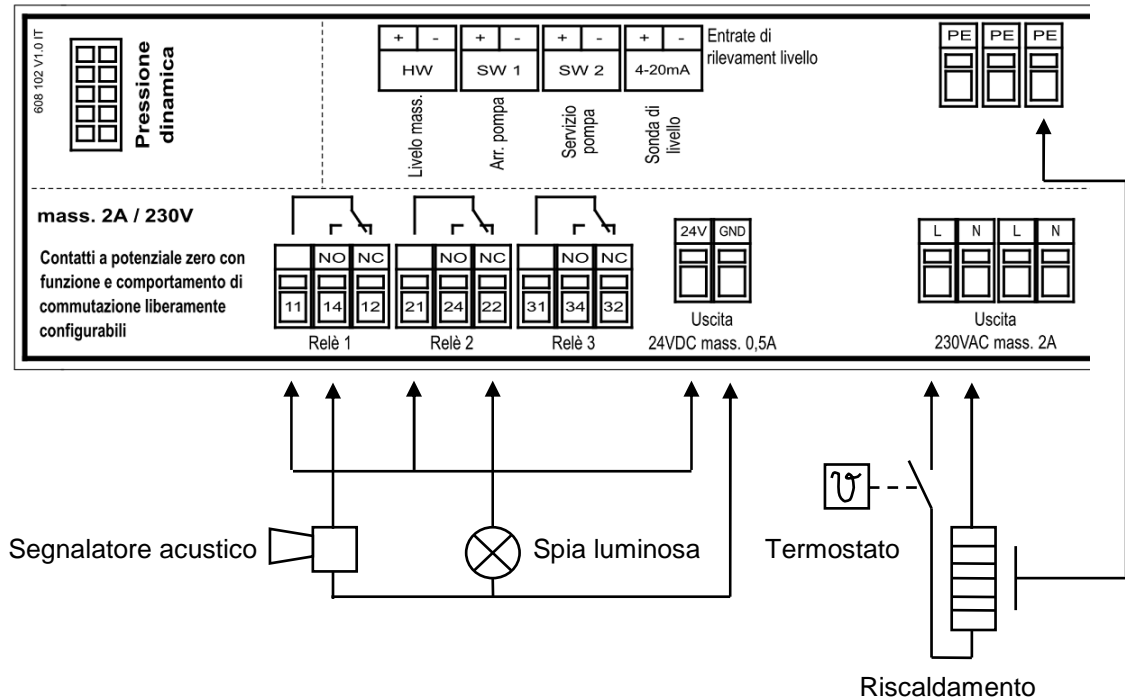 608 102 V1.0 IT
Pressione
dinamica
+ - + - + - + -
HW SW 1 SW 2 4-20mA
Entrate di
rilevament livello
Livelo mass.
Arr. pompa
Servizio
pompa
Sonda di
livello
PE PE PE
mass. 2A / 230V
Contatti a potenziale zero con
funzione e comportamento di
commutazione liberamente
configurabili
NO NC NO NC NO NC
11 14 12 21 24 22 31 34 32
Relè 1 Relè 2 Relè 3
24V GND
Uscita
24VDC mass. 0,5A
L N L N
Uscita
230VAC mass. 2A
Segnalatore acustico
Spia luminosa
ϑ
Termostato
Riscaldamento